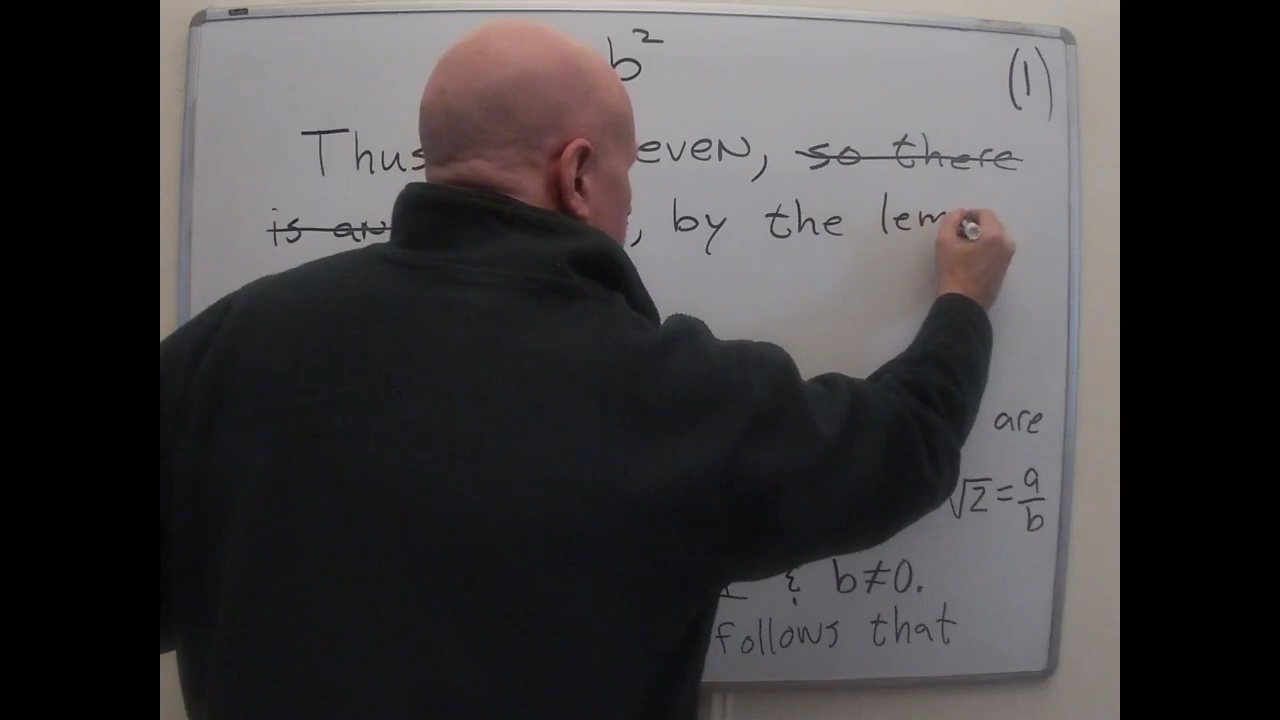 b² (1)
Thus even, so there
is an , by the lem
are
√2 = a/b
& b≠0.
follows that